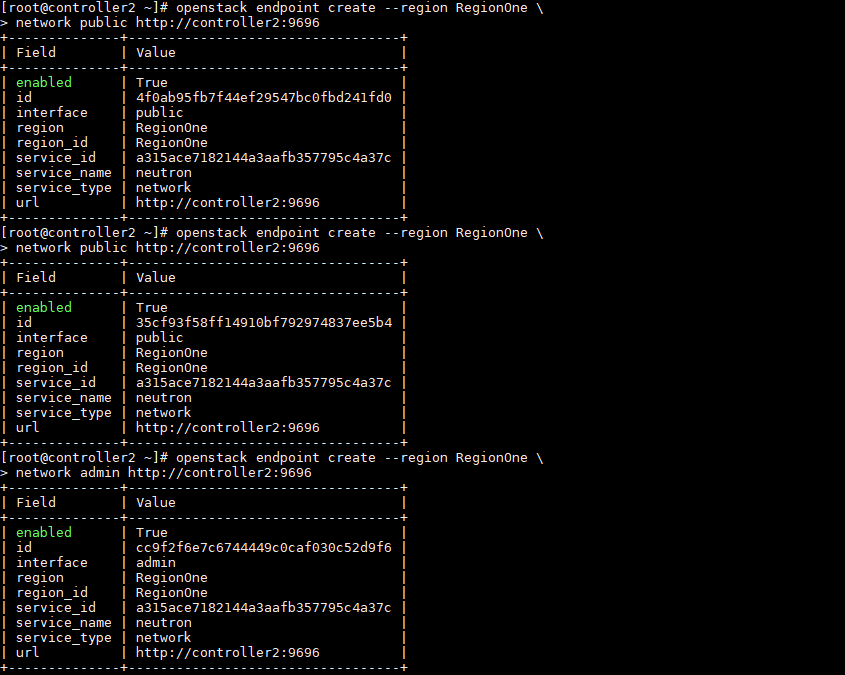 [root@controller2 ~]# openstack endpoint create --region RegionOne \
> network public http://controller2:9696
+--------------+----------------------------------+
| Field        | Value                            |
+--------------+----------------------------------+
| enabled      | True                             |
| id           | 4f0ab95fb7f44ef29547bc0fbd241fd0 |
| interface    | public                           |
| region       | RegionOne                        |
| region_id    | RegionOne                        |
| service_id   | a315ace7182144a3aafb357795c4a37c |
| service_name | neutron                          |
| service_type | network                          |
| url          | http://controller2:9696          |
+--------------+----------------------------------+
[root@controller2 ~]# openstack endpoint create --region RegionOne \
> network public http://controller2:9696
+--------------+----------------------------------+
| Field        | Value                            |
+--------------+----------------------------------+
| enabled      | True                             |
| id           | 35cf93f58ff14910bf792974837ee5b4 |
| interface    | public                           |
| region       | RegionOne                        |
| region_id    | RegionOne                        |
| service_id   | a315ace7182144a3aafb357795c4a37c |
| service_name | neutron                          |
| service_type | network                          |
| url          | http://controller2:9696          |
+--------------+----------------------------------+
[root@controller2 ~]# openstack endpoint create --region RegionOne \
> network admin http://controller2:9696
+--------------+----------------------------------+
| Field        | Value                            |
+--------------+----------------------------------+
| enabled      | True                             |
| id           | cc9f2f6e7c6744449c0caf030c52d9f6 |
| interface    | admin                            |
| region       | RegionOne                        |
| region_id    | RegionOne                        |
| service_id   | a315ace7182144a3aafb357795c4a37c |
| service_name | neutron                          |
| service_type | network                          |
| url          | http://controller2:9696          |
+--------------+----------------------------------+